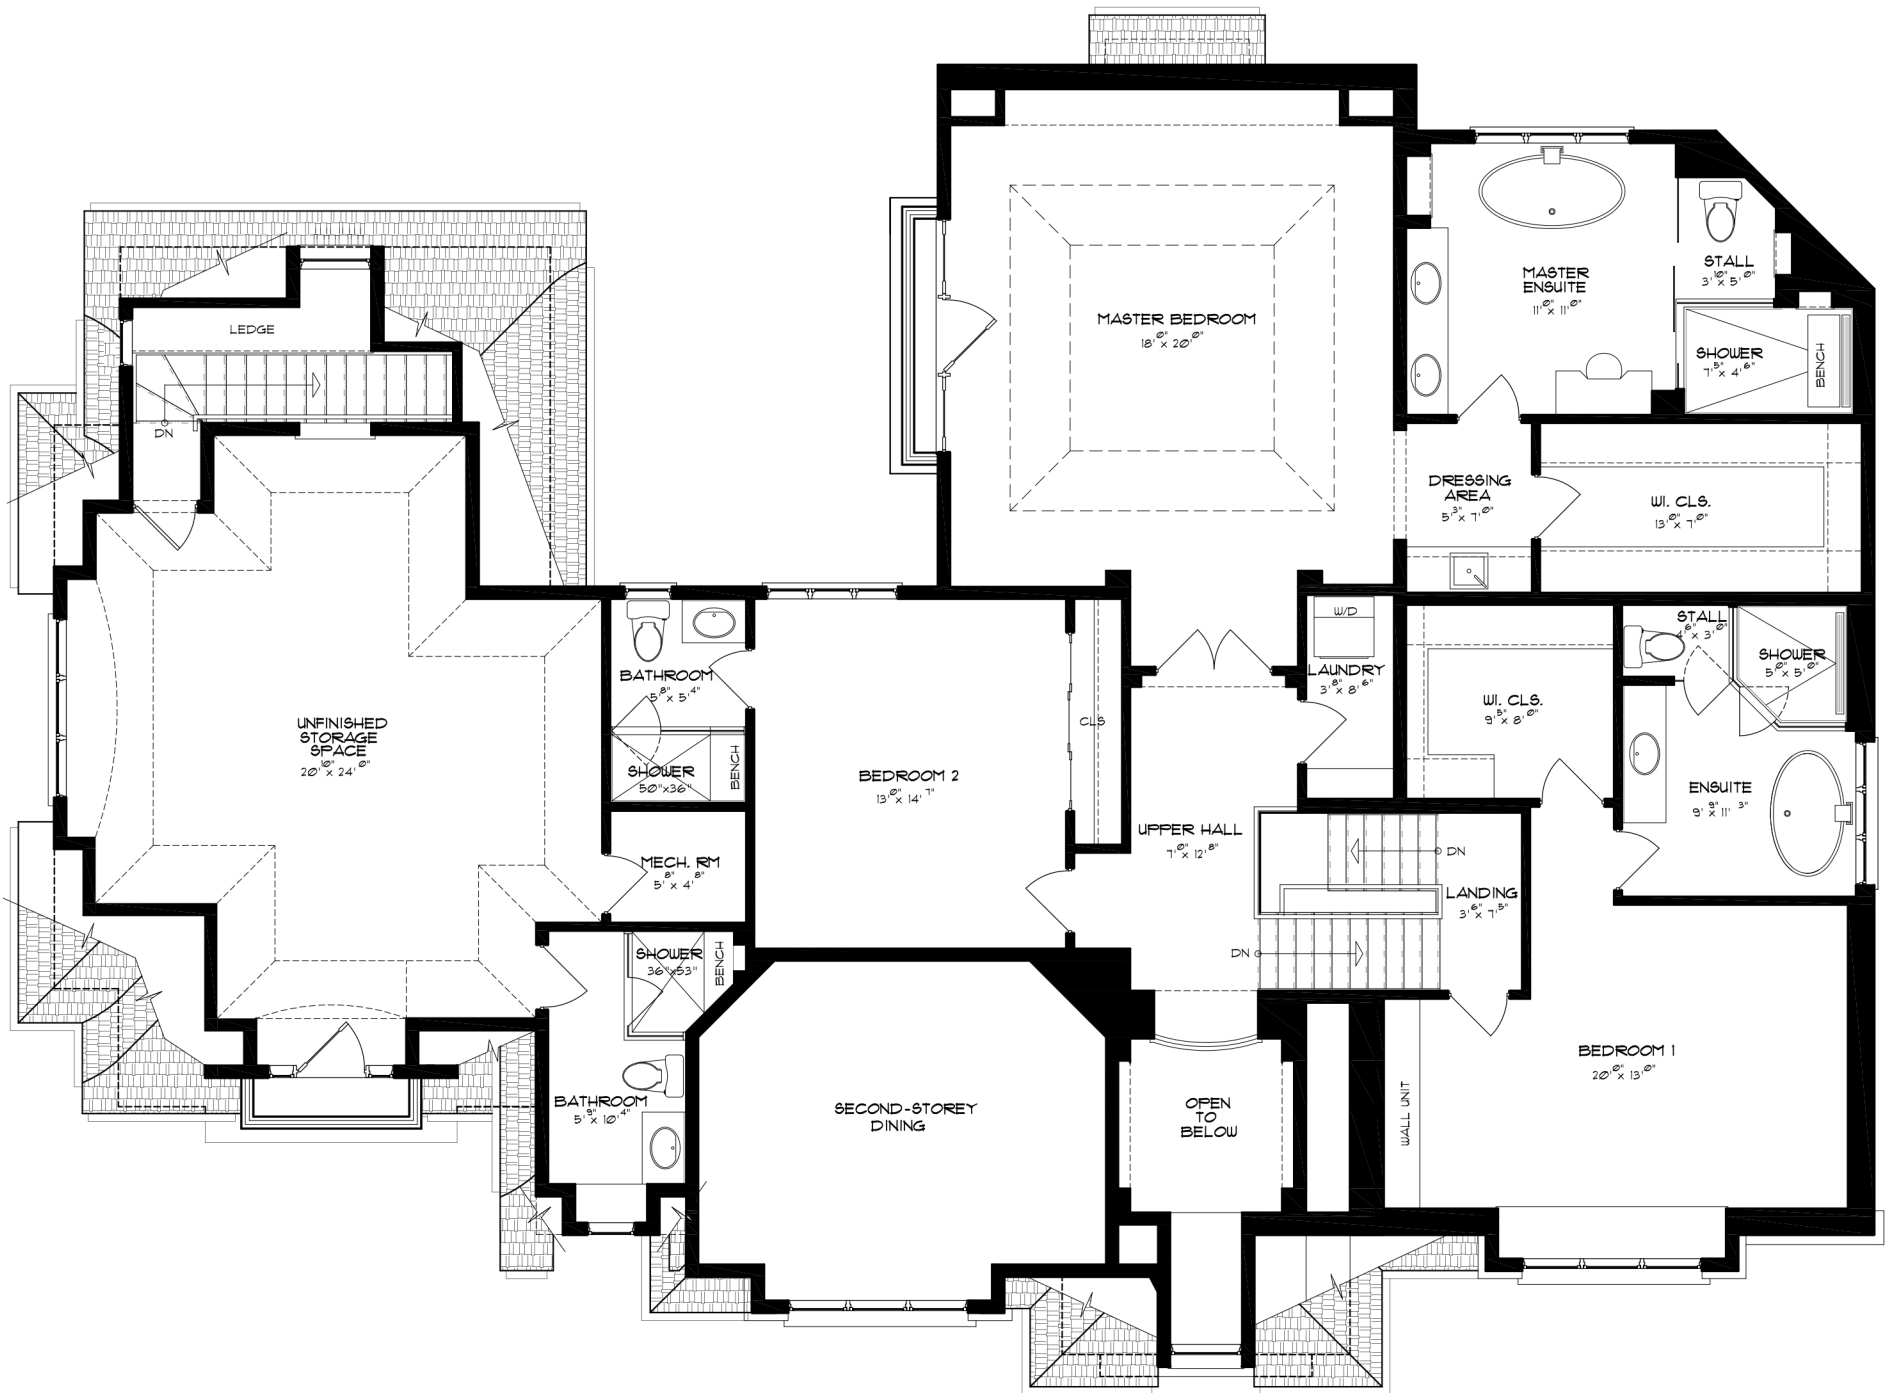 LEDGE
DN
MASTER BEDROOM
18'0" x 20'0"
MASTER
ENSUITE
11'0" x 11'0"
STALL
3'10" x 5'0"
SHOWER
7'5" x 4'6"
BENCH
DRESSING
AREA
5'3" x 7'0"
WI. CLS.
13'0" x 7'0"
UNFINISHED
STORAGE
SPACE
20'10" x 24'0"
BATHROOM
5'8" x 5'4"
SHOWER
50"x36"
BENCH
MECH. RM
5'8" x 4'8"
BEDROOM 2
13'0" x 14'7"
CLS
W/D
LAUNDRY
3'8" x 8'6"
WI. CLS.
9'5" x 8'0"
STALL
4'6" x 3'0"
SHOWER
5'0" x 5'0"
ENSUITE
9'9" x 11'3"
UPPER HALL
7'0" x 12'8"
DN
LANDING
3'6" x 7'5"
DN
SHOWER
36"x53"
BENCH
BATHROOM
5'9" x 10'4"
SECOND-STOREY
DINING
OPEN
TO
BELOW
WALL UNIT
BEDROOM 1
20'0" x 13'0"